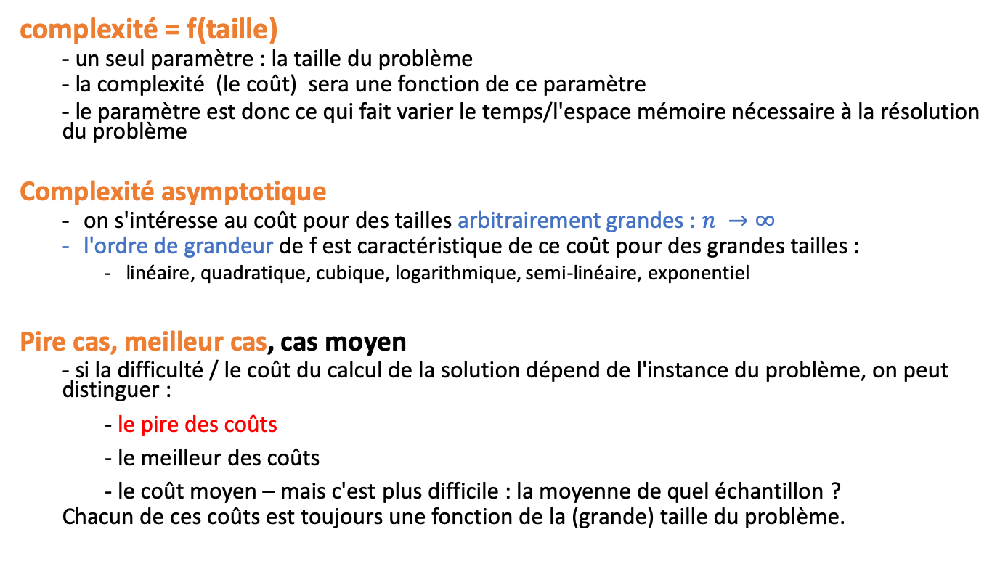 complexité = f(taille)
- un seul paramètre : la taille du problème
- la complexité (le coût) sera une fonction de ce paramètre
- le paramètre est donc ce qui fait varier le temps/l'espace mémoire nécessaire à la résolution
du problème
Complexité asymptotique
- on s'intéresse au coût pour des tailles arbitrairement grandes : n → ∞
- l'ordre de grandeur de f est caractéristique de ce coût pour des grandes tailles :
- linéaire, quadratique, cubique, logarithmique, semi-linéaire, exponentiel
Pire cas, meilleur cas, cas moyen
- si la difficulté / le coût du calcul de la solution dépend de l'instance du problème, on peut
distinguer :
- le pire des coûts
- le meilleur des coûts
- le coût moyen – mais c'est plus difficile : la moyenne de quel échantillon ?
Chacun de ces coûts est toujours une fonction de la (grande) taille du problème.